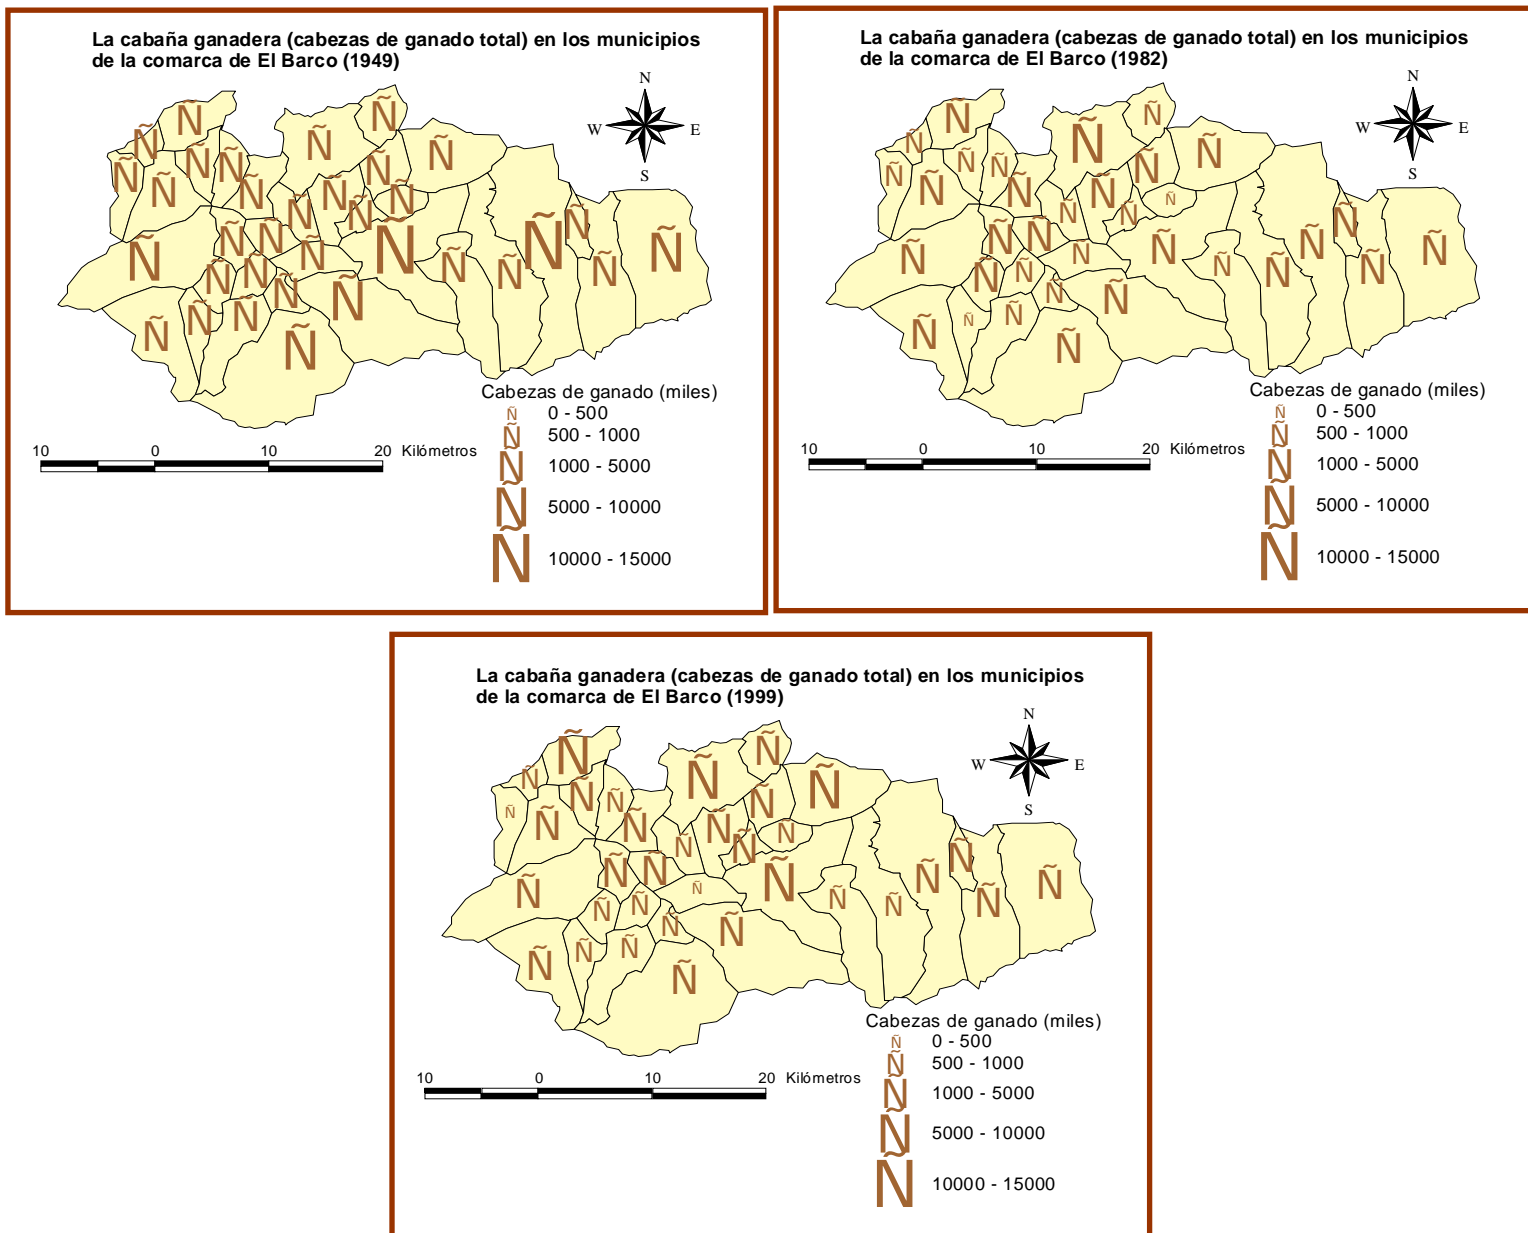 La cabaña ganadera (cabezas de ganado total) en los municipios
de la comarca de El Barco (1949)
N
W E
S
Cabezas de ganado (miles)
Ñ 0 - 500
Ñ 500 - 1000
Ñ 1000 - 5000
Ñ 5000 - 10000
Ñ 10000 - 15000
10 0 10 20 Kilómetros
La cabaña ganadera (cabezas de ganado total) en los municipios
de la comarca de El Barco (1982)
N
W E
S
Cabezas de ganado (miles)
Ñ 0 - 500
Ñ 500 - 1000
Ñ 1000 - 5000
Ñ 5000 - 10000
Ñ 10000 - 15000
10 0 10 20 Kilómetros
La cabaña ganadera (cabezas de ganado total) en los municipios
de la comarca de El Barco (1999)
N
W E
S
Cabezas de ganado (miles)
Ñ 0 - 500
Ñ 500 - 1000
Ñ 1000 - 5000
Ñ 5000 - 10000
Ñ 10000 - 15000
10 0 10 20 Kilómetros